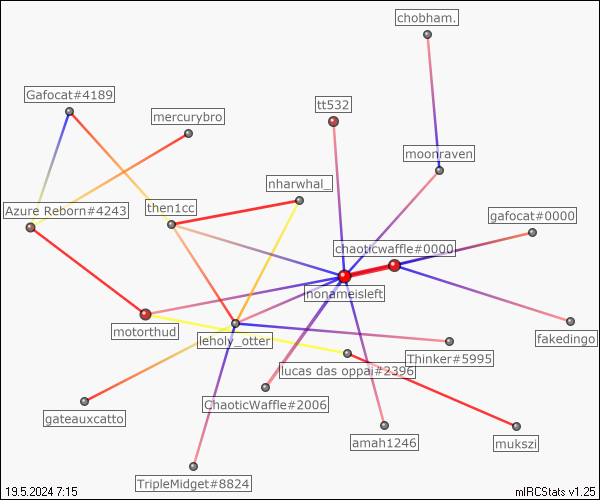 chobham.
Gafocat#4189
mercurybro
tt532
moonraven
nharwhal_
Azure Reborn#4243
then1cc
gafocat#0000
chaoticwaffle#0000
nonameisleft
motorthud
leholy_otter
fakedingo
Thinker#5995
lucas das oppai#2396
ChaoticWaffle#2006
gateauxcatto
amah1246
mukszi
TripleMidget#8824
19.5.2024 7:15
mIRCStats v1.25